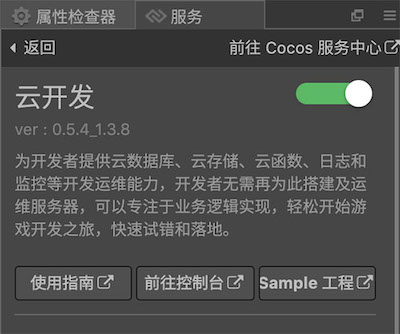 属性检查器 服务
返回 前往 Cocos 服务中心
云开发
ver : 0.5.4_1.3.8
为开发者提供云数据库、云存储、云函数、日志和
监控等开发运维能力，开发者无需再为此搭建及运
维服务器，可以专注于业务逻辑实现，轻松开始游
戏开发之旅，快速试错和落地。
使用指南 前往控制台 Sample 工程